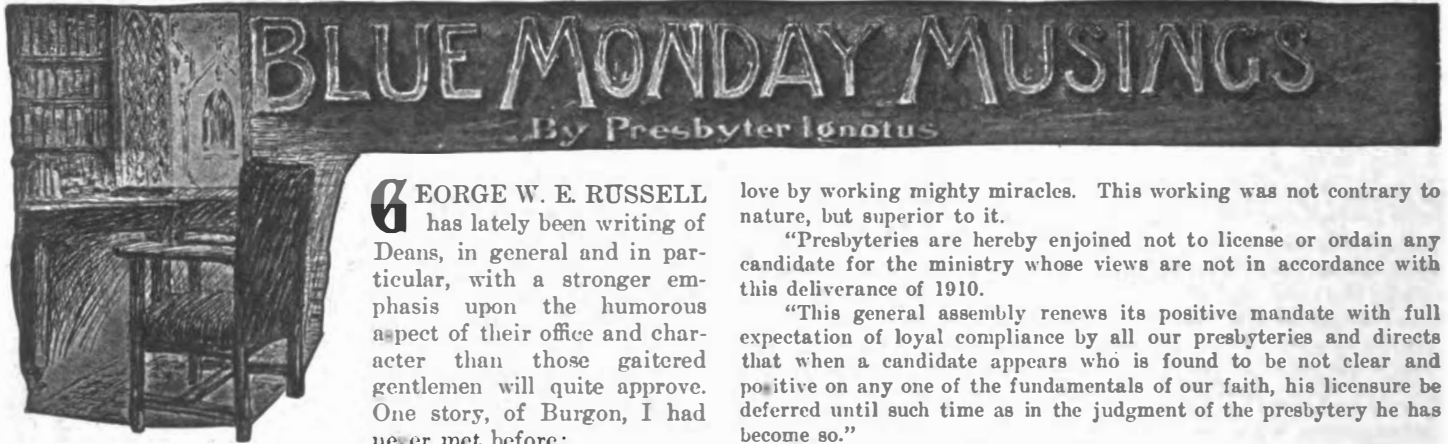 BLUE MONDAY MUSINGS
By Presbyter Ignotus
GEORGE W. E. RUSSELL
has lately been writing of
Deans, in general and in par-
ticular, with a stronger em-
phasis upon the humorous
aspect of their office and char-
acter than those gaitered
gentlemen will quite approve.
One story, of Burgon, I had
never met before:
love by working mighty miracles. This working was not contrary to
nature, but superior to it.
"Presbyteries are hereby enjoined not to license or ordain any
candidate for the ministry whose views are not in accordance with
this deliverance of 1910.
"This general assembly renews its positive mandate with full
expectation of loyal compliance by all our presbyteries and directs
that when a candidate appears who is found to be not clear and
positive on any one of the fundamentals of our faith, his licensure be
deferred until such time as in the judgment of the presbytery he has
become so."